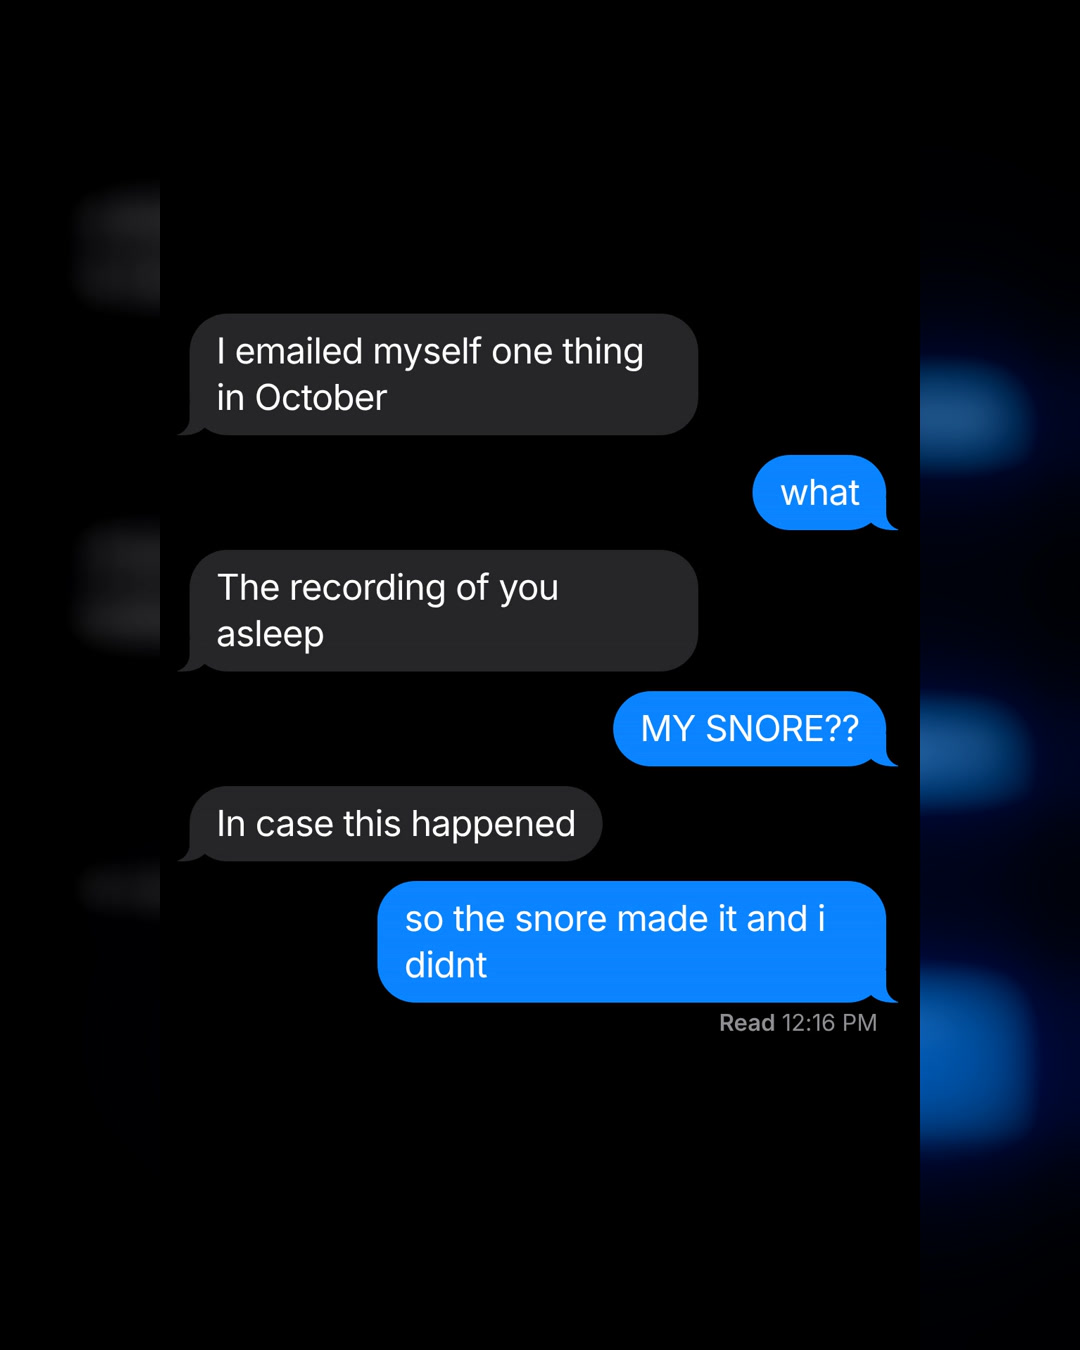 I emailed myself one thing
in October
what
The recording of you
asleep
MY SNORE??
In case this happened
so the snore made it and i
didnt
Read 12:16 PM